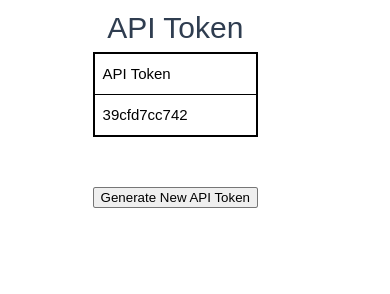 API Token
API Token
39cfd7cc742
Generate New API Token